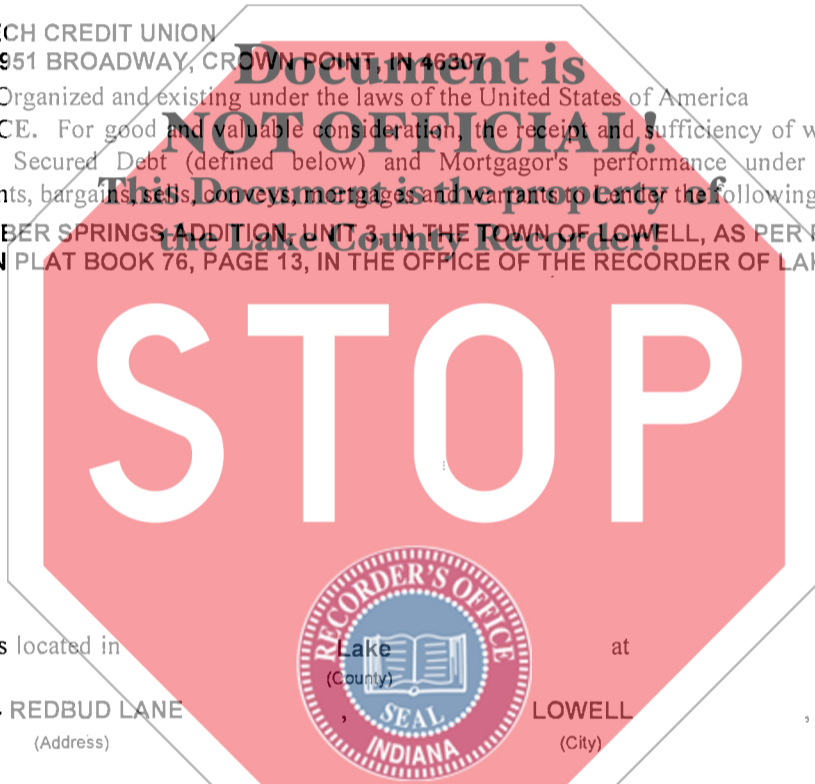 CH CREDIT UNION
951 BROADWAY, CROWN POINT, IN 46307
Document is
Organized and existing under the laws of the United States of America
NOT OFFICIAL!
CE. For good and valuable consideration, the receipt and sufficiency of w
Secured Debt (defined below) and Mortgagor's performance under
This Document is the property of
nts, bargains, sells, conveys, mortgages and warrants to Lender the following
the Lake County Recorder!
BER SPRINGS ADDITION, UNIT 3, IN THE TOWN OF LOWELL, AS PER
PLAT BOOK 76, PAGE 13, IN THE OFFICE OF THE RECORDER OF LAK
STOP
RECORDER'S OFFICE
s located in Lake at
(County)
REDBUD LANE , LOWELL ,
SEAL
(Address) (City)
INDIANA